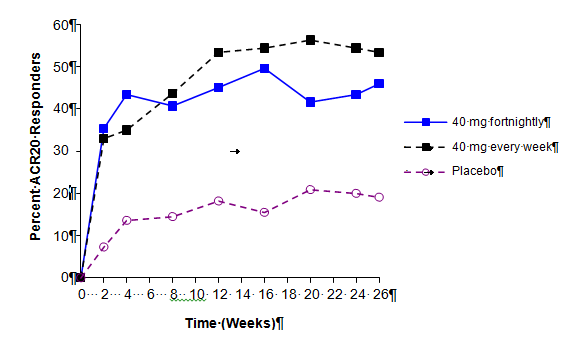 60¶
50¶
40¶
30
20¶
10¶
0¶
Percent·ACR20·Responders
0···2···4···6···8···10··12··14··16··18··20··22··24··26¶
Time·(Weeks)¶
40·mg·fortnightly¶
40·mg·every·week¶
Placebo¶